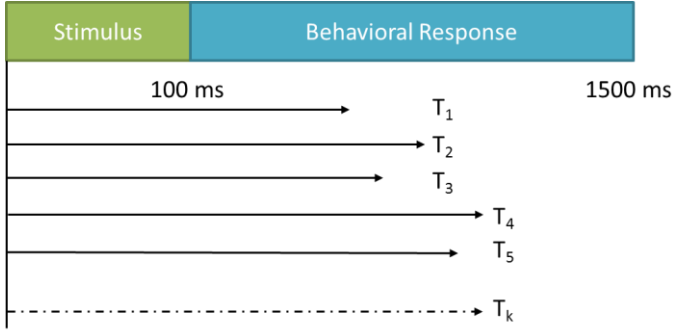 Stimulus Behavioral Response
100 ms 1500 ms
T₁
T₂
T₃
T₄
T₅
Tₖ